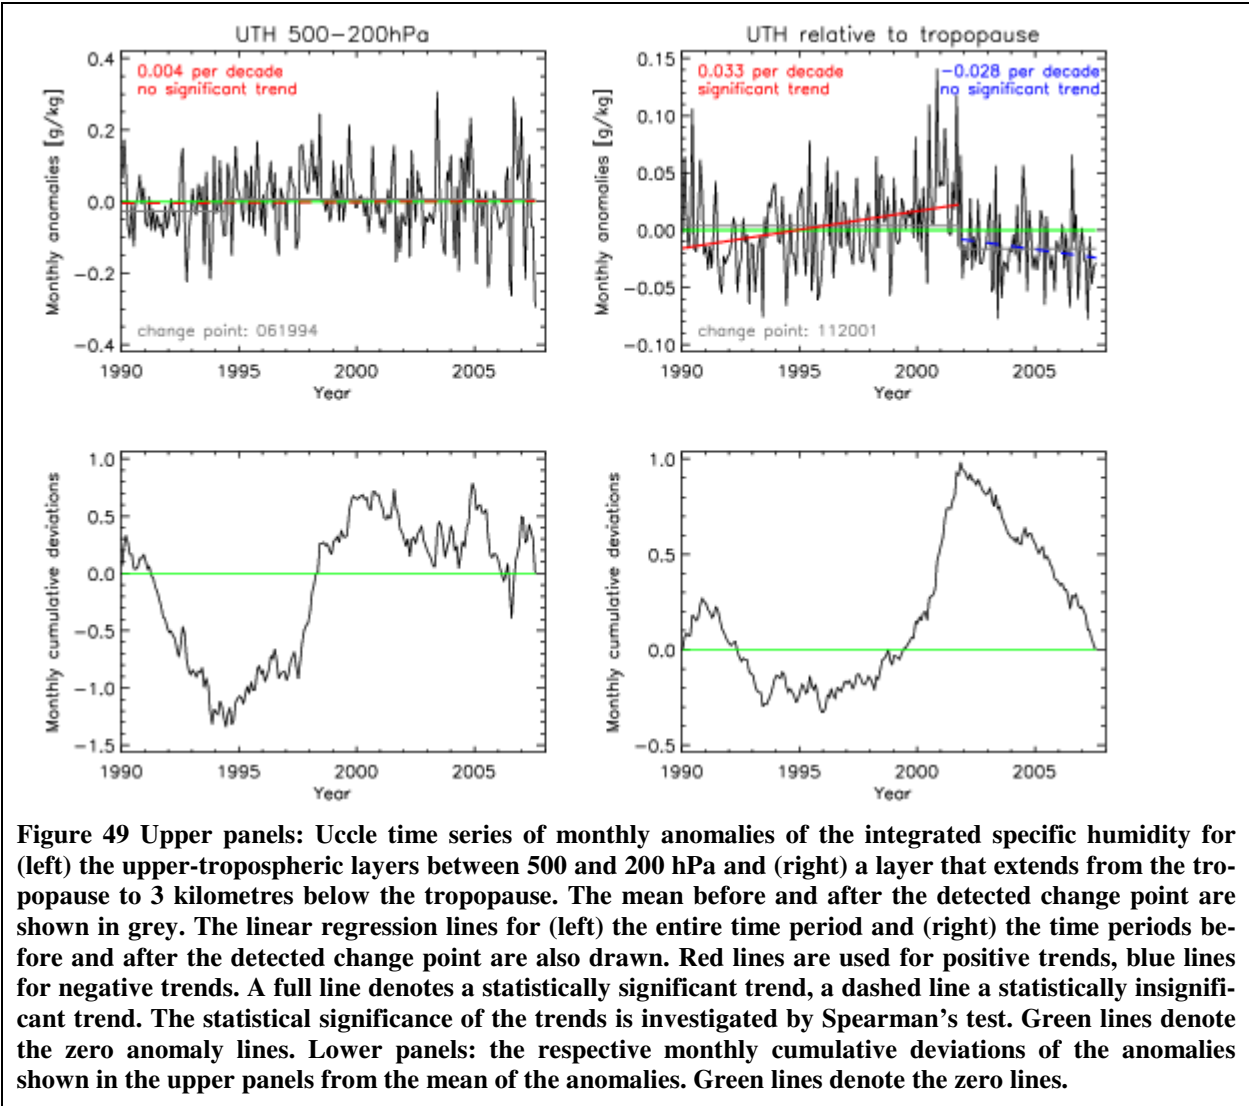 UTH 500−200hPa
0.4
0.2
0.0
−0.2
−0.4
Monthly anomalies [g/kg]
0.004 per decade
no significant trend
change point: 061994
1990
1995
2000
2005
Year
UTH relative to tropopause
0.15
0.10
0.05
0.00
−0.05
−0.10
Monthly anomalies [g/kg]
0.033 per decade
significant trend
−0.028 per decade
no significant trend
change point: 112001
1990
1995
2000
2005
Year
1.0
0.5
0.0
−0.5
−1.0
−1.5
Monthly cumulative deviations
1990
1995
2000
2005
Year
1.0
0.5
0.0
−0.5
Monthly cumulative deviations
1990
1995
2000
2005
Year
Figure 49 Upper panels: Uccle time series of monthly anomalies of the integrated specific humidity for
(left) the upper-tropospheric layers between 500 and 200 hPa and (right) a layer that extends from the tro-
popause to 3 kilometres below the tropopause. The mean before and after the detected change point are
shown in grey. The linear regression lines for (left) the entire time period and (right) the time periods be-
fore and after the detected change point are also drawn. Red lines are used for positive trends, blue lines
for negative trends. A full line denotes a statistically significant trend, a dashed line a statistically insignifi-
cant trend. The statistical significance of the trends is investigated by Spearman’s test. Green lines denote
the zero anomaly lines. Lower panels: the respective monthly cumulative deviations of the anomalies
shown in the upper panels from the mean of the anomalies. Green lines denote the zero lines.